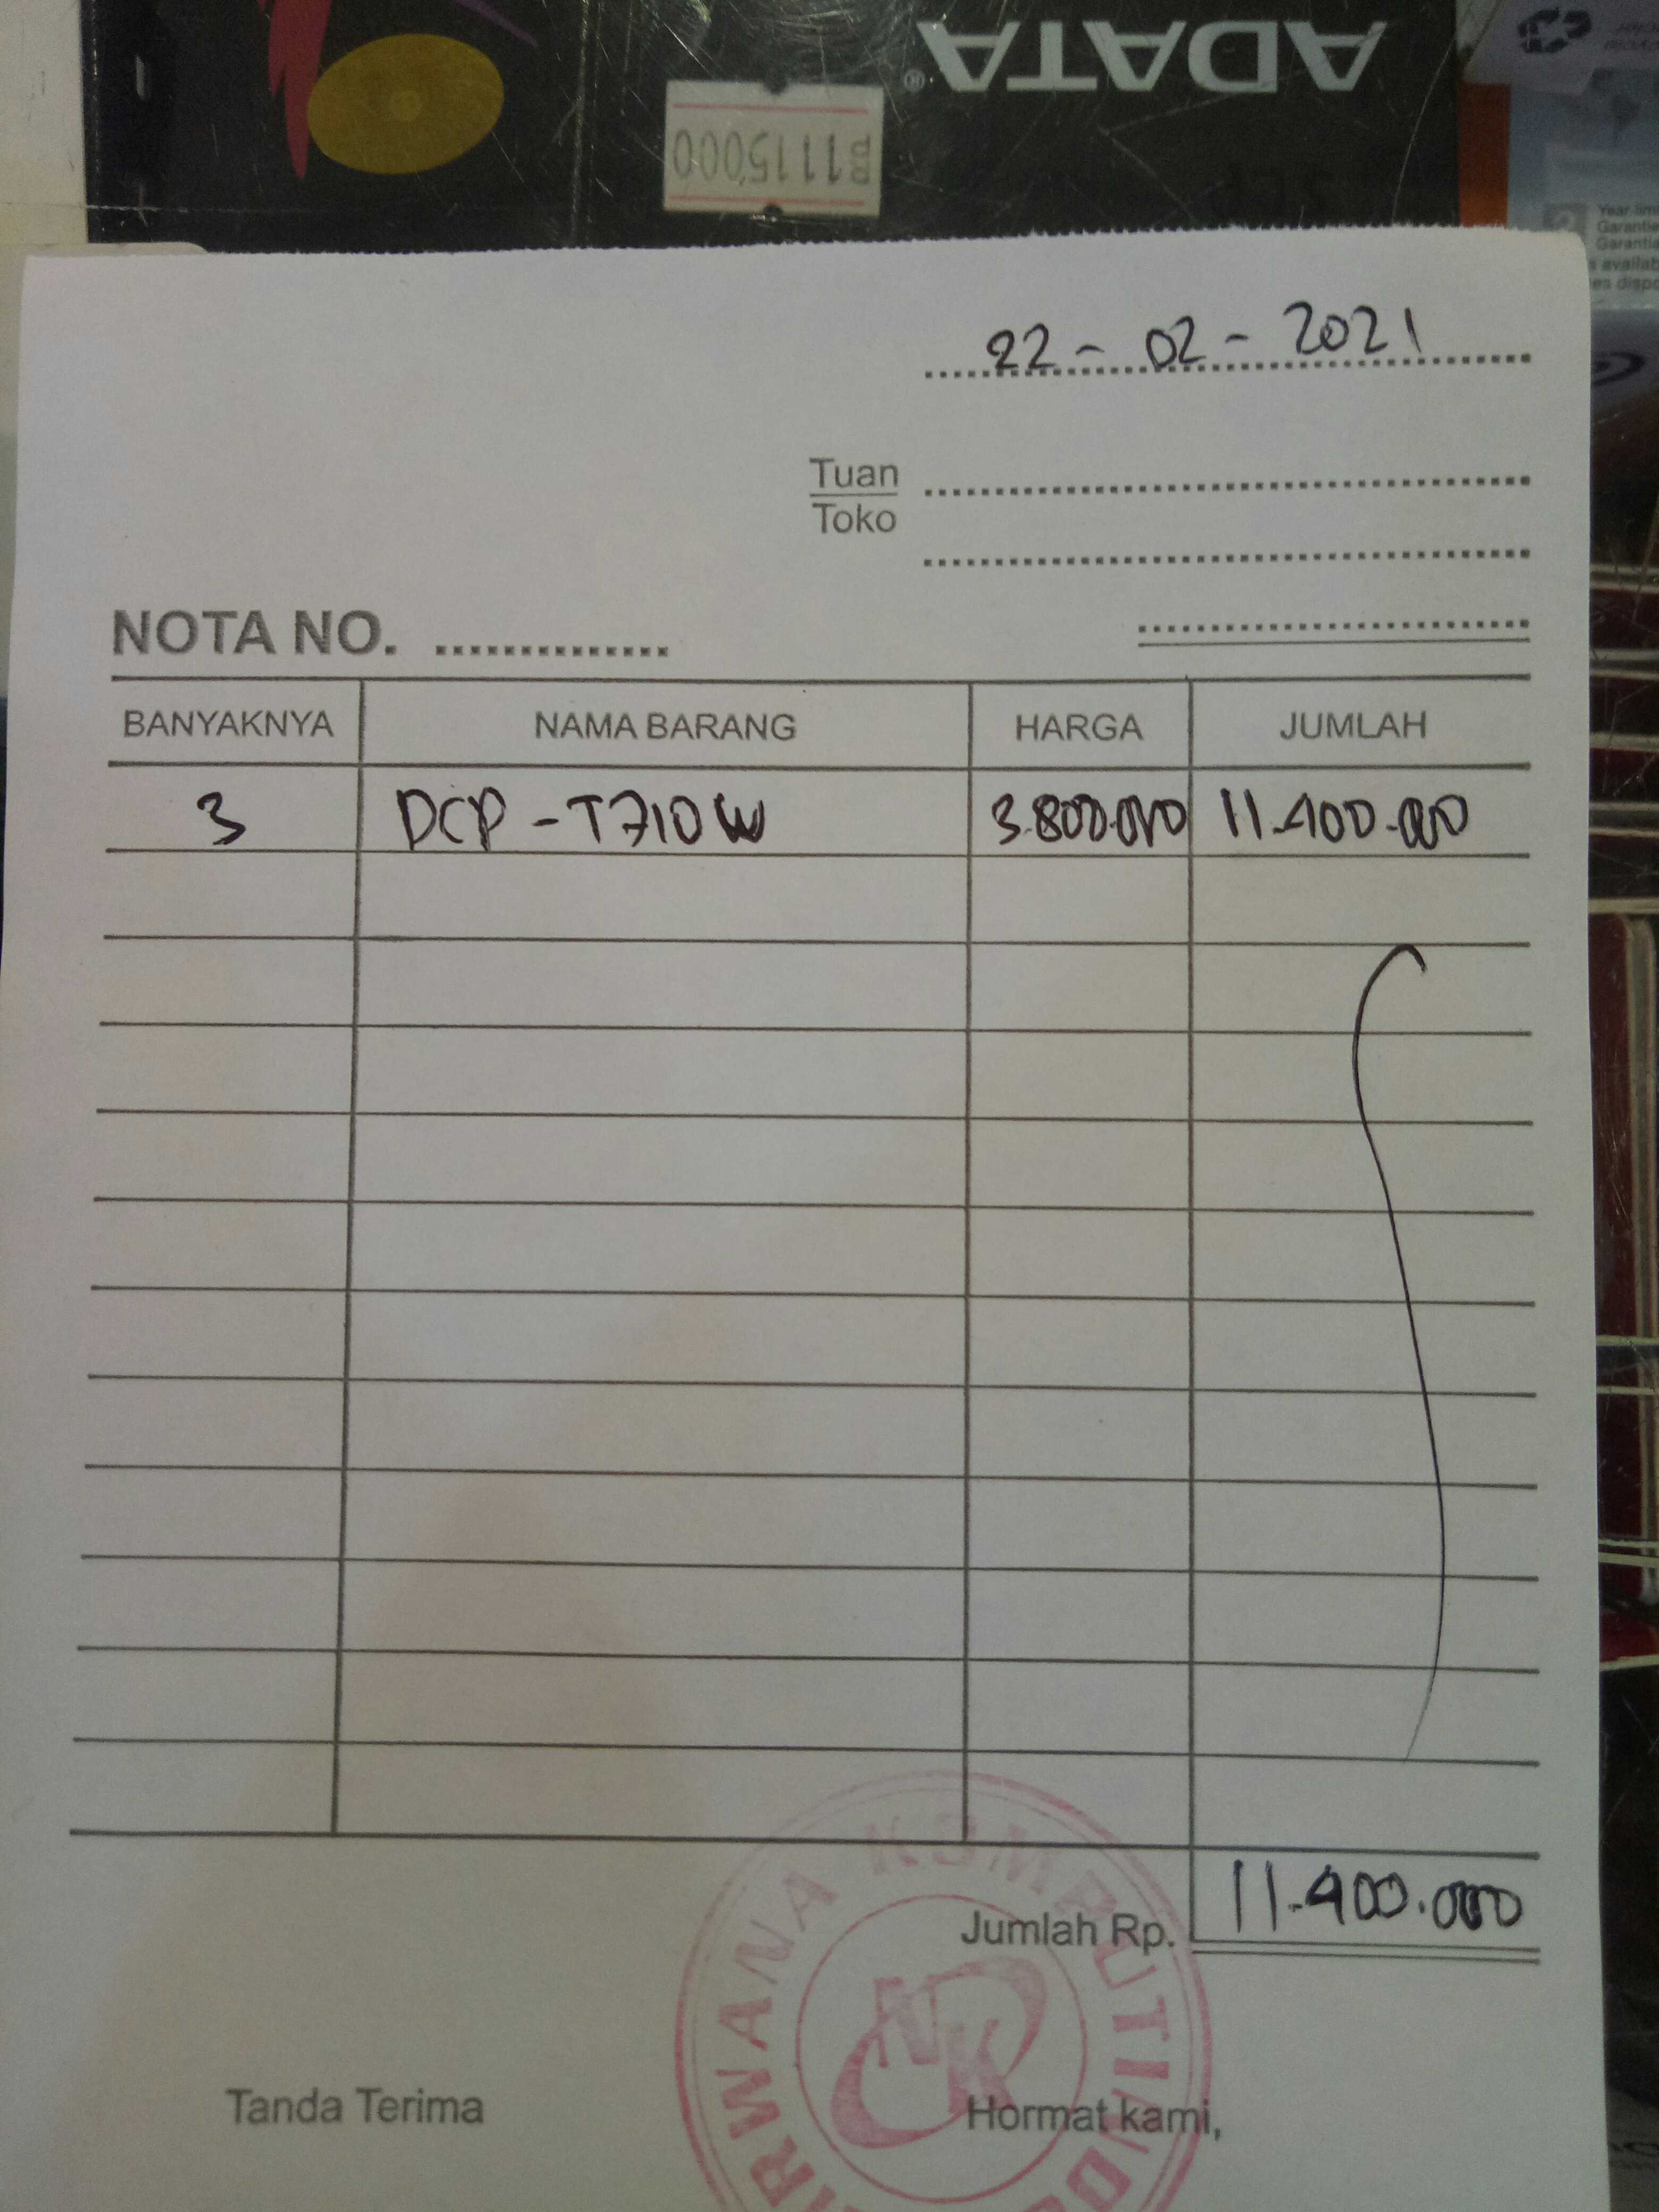 ADATA®
B1115000
22 - 02 - 2021
Tuan
Toko
NOTA NO.
BANYAKNYA NAMA BARANG HARGA JUMLAH
3 DCP - T710W 3.800.000 11.400.000
Jumlah Rp. 11.400.000
Tanda Terima Hormat kami,
NK